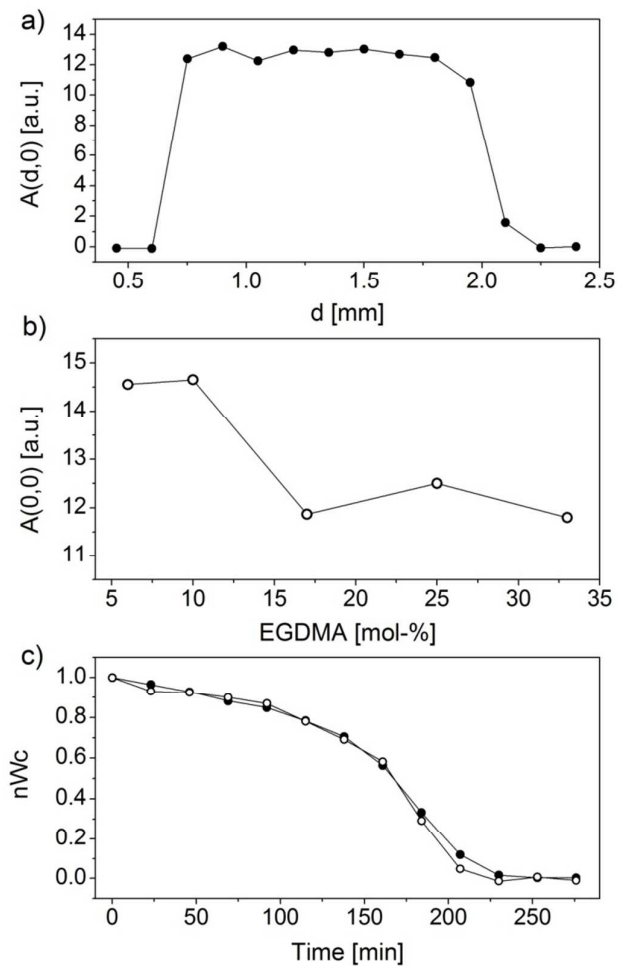 a)
14
12
10
8
6
4
2
0
A(d,0) [a.u.]
0.5 1.0 1.5 2.0 2.5
d [mm]
b)
15
14
13
12
11
A(0,0) [a.u.]
5 10 15 20 25 30 35
EGDMA [mol-%]
c)
1.0
0.8
0.6
0.4
0.2
0.0
nWc
0 50 100 150 200 250
Time [min]